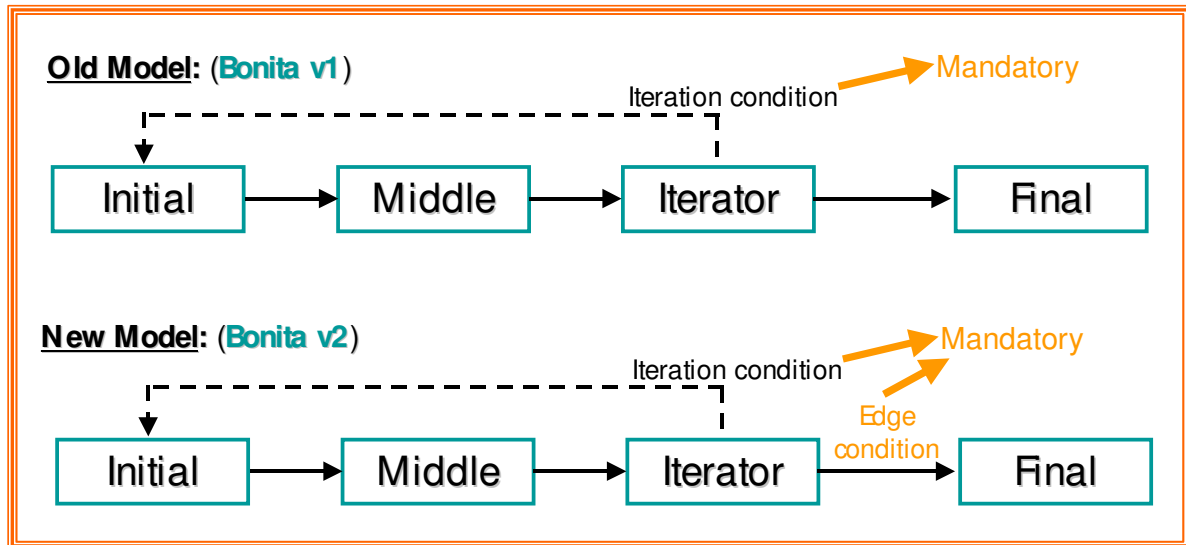 Old Model: (Bonita v1)
Mandatory
Iteration condition
Initial
Middle
Iterator
Final
New Model: (Bonita v2)
Mandatory
Iteration condition
Edge
condition
Initial
Middle
Iterator
Final